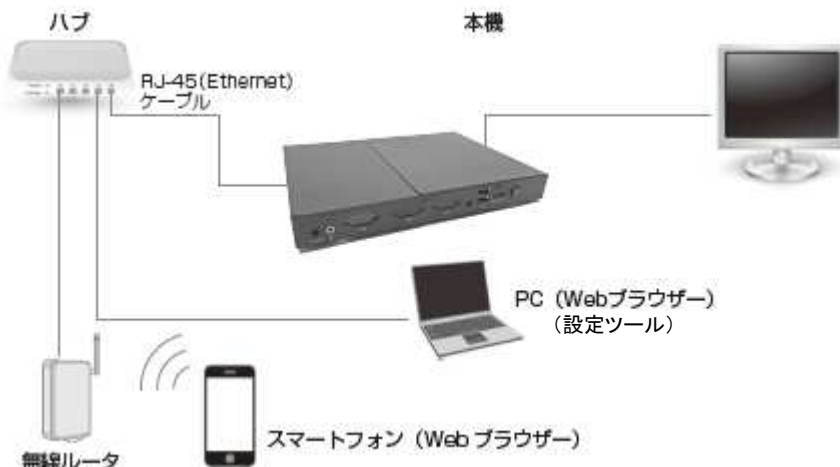 ハブ
本機
RJ-45(Ethernet)
ケーブル
PC（Webブラウザー）
（設定ツール）
スマートフォン（Web ブラウザー）
無線ルータ